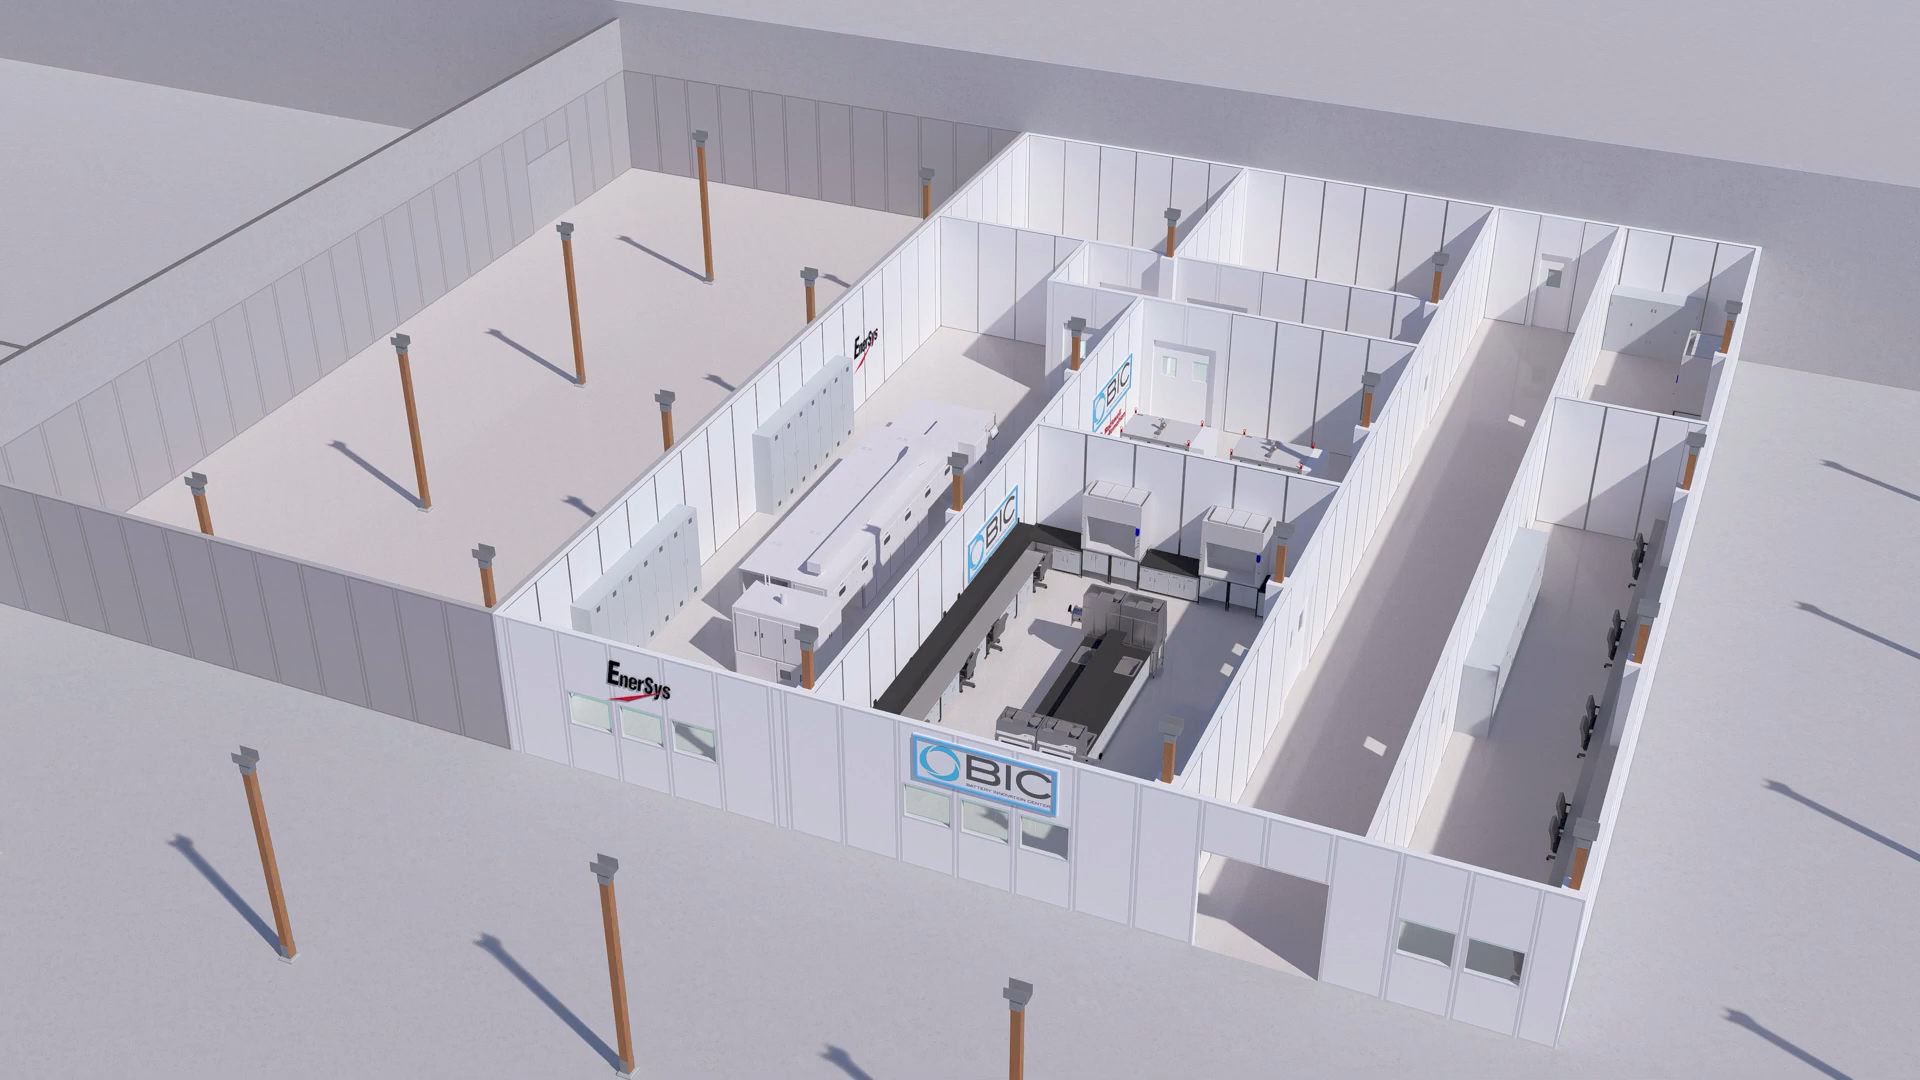 EnerSys
BIC
BIC
EnerSys
BIC
BATTERY INNOVATION CENTER